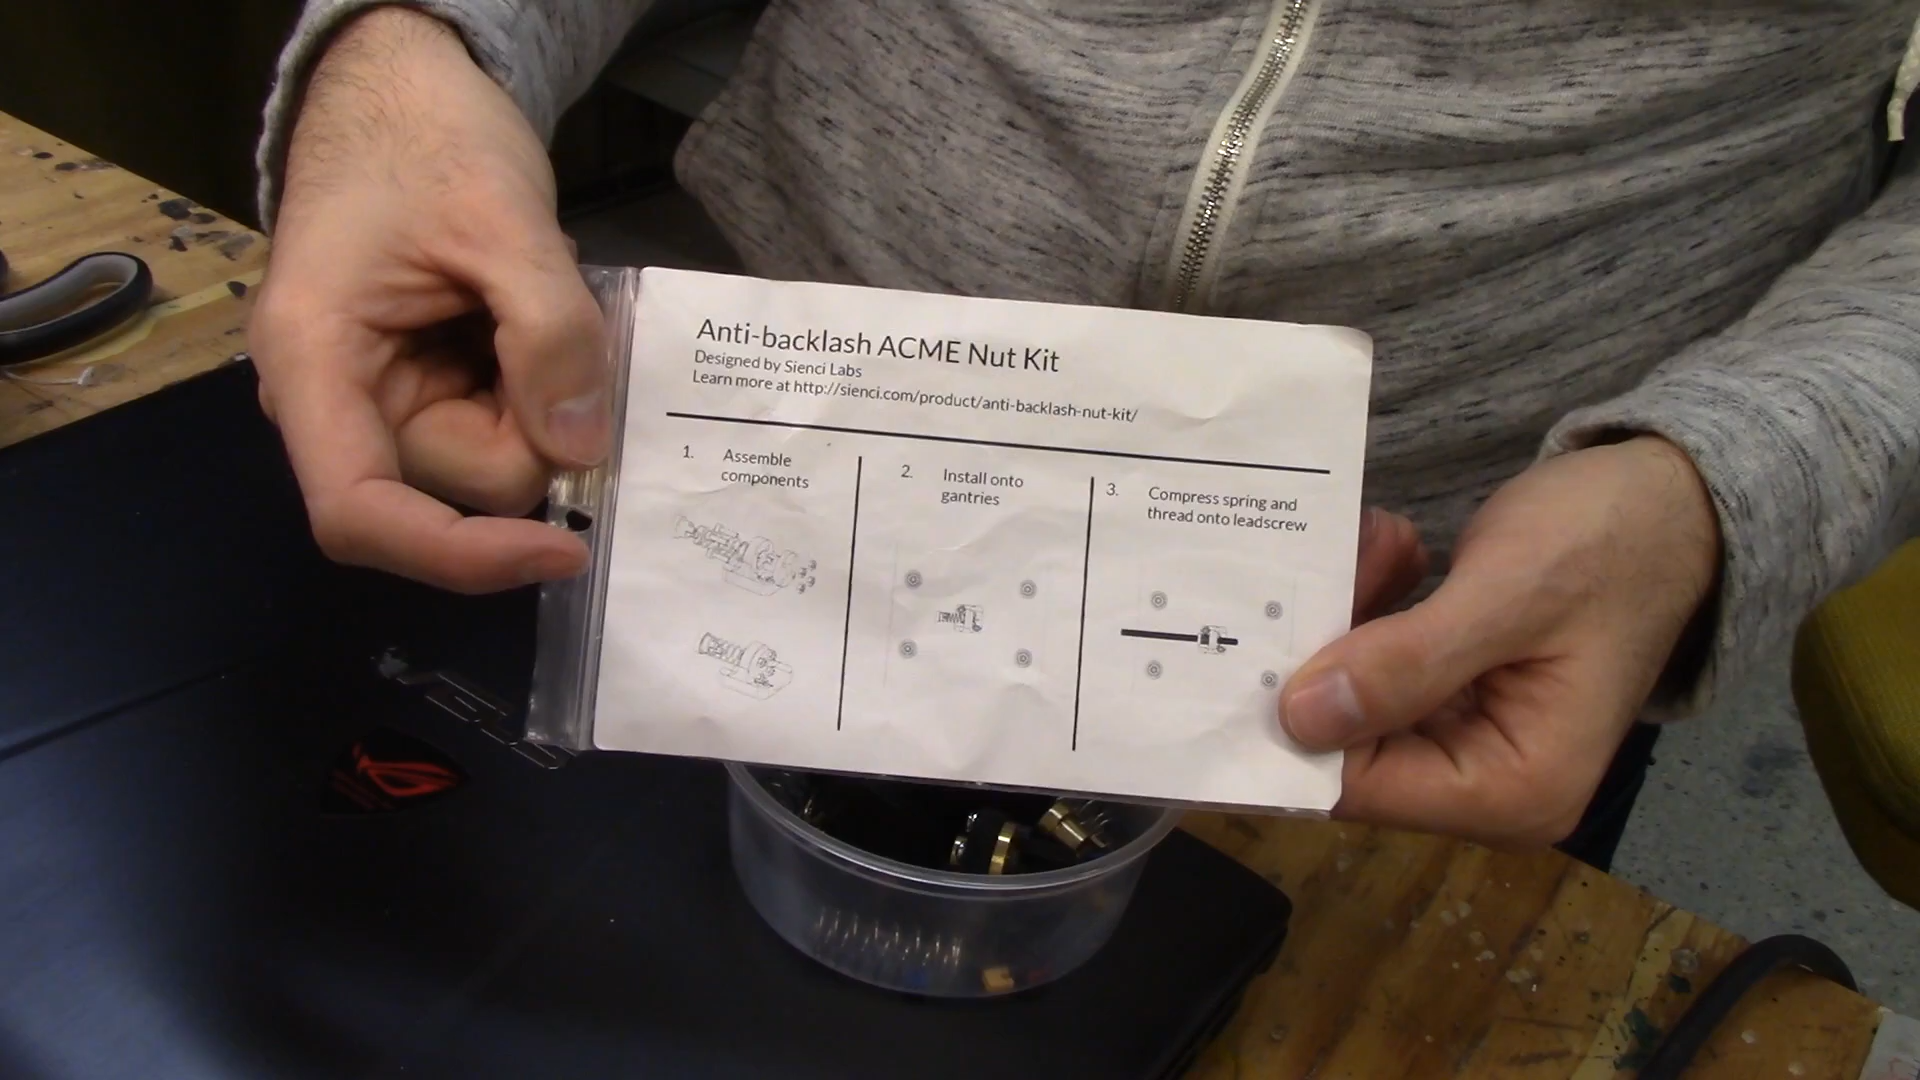 Anti-backlash ACME Nut Kit
Designed by Sienci Labs
Learn more at http://sienci.com/product/anti-backlash-nut-kit/
1. Assemble
components
2. Install onto
gantries
3. Compress spring and
thread onto leadscrew